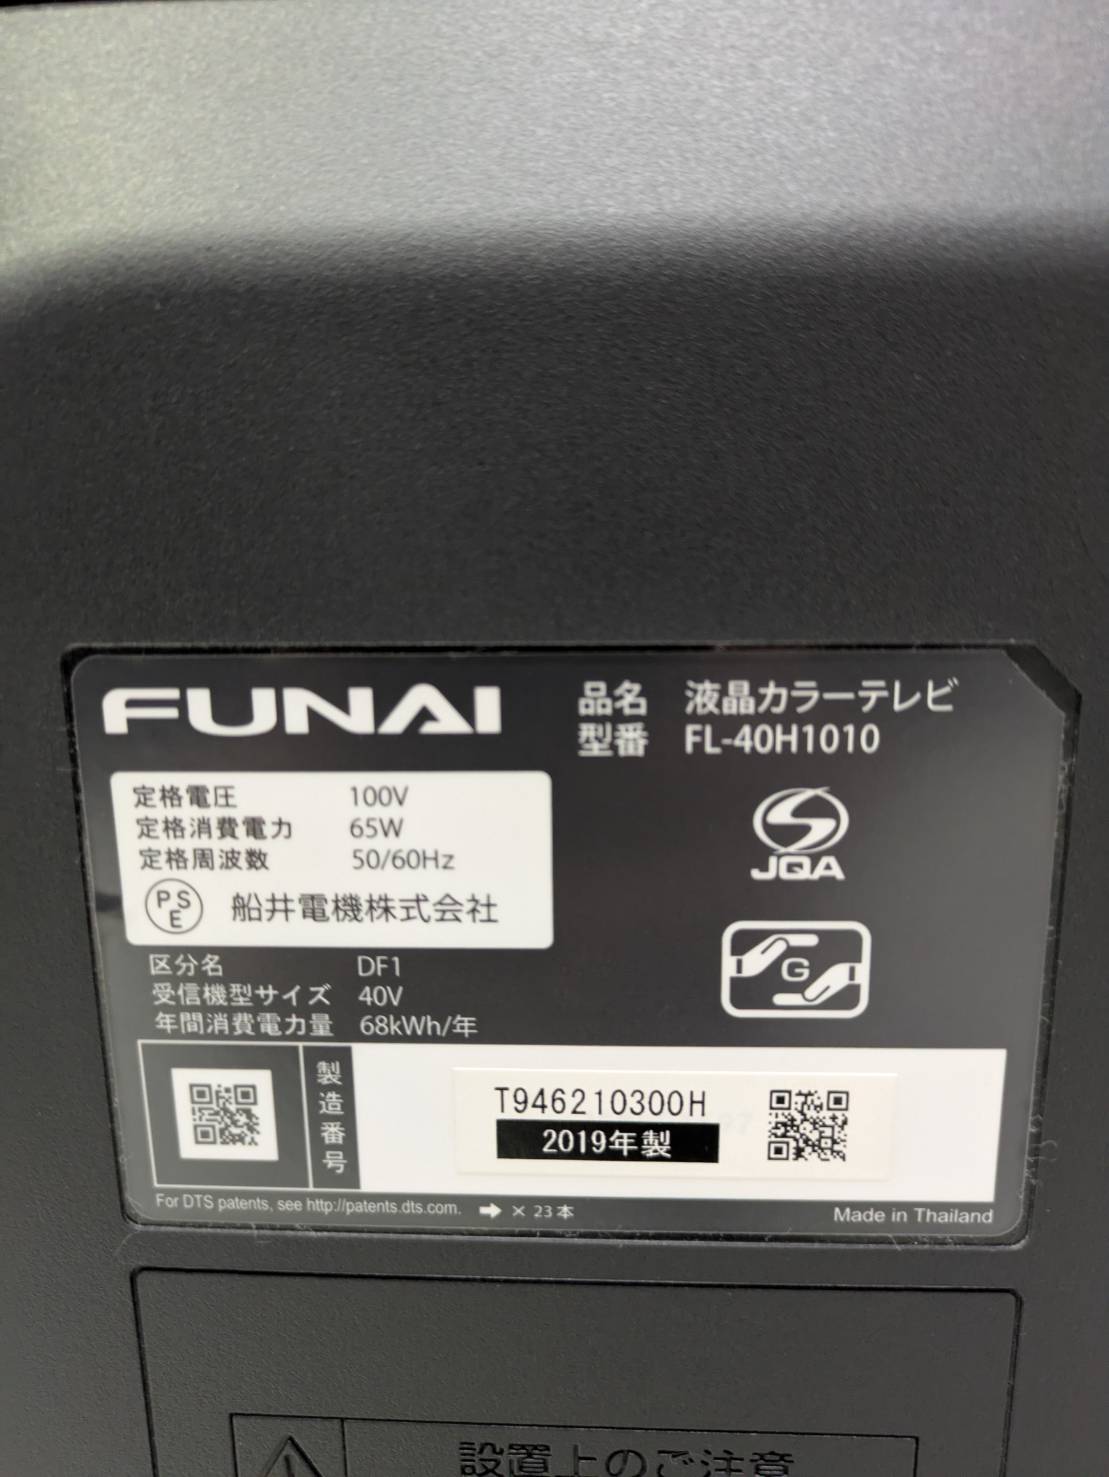 FUNAI
品名 液晶カラーテレビ
型番 FL-40H1010
定格電圧 100V
定格消費電力 65W
定格周波数 50/60Hz
PSE 船井電機株式会社
JQA
G
区分名 DF1
受信機型サイズ 40V
年間消費電力量 68kWh/年
製造番号
T946210300H
2019年製
For DTS patents, see http://patents.dts.com. ➡ × 23本
Made in Thailand
設置上のご注意